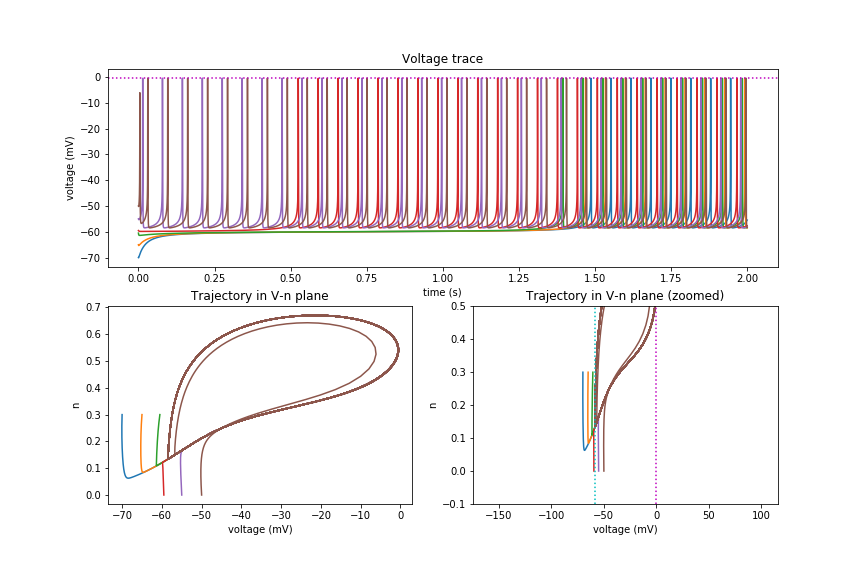 Voltage trace
voltage (mV)
0
−10
−20
−30
−40
−50
−60
−70
0.00 0.25 0.50 0.75 1.00 1.25 1.50 1.75 2.00
time (s)
Trajectory in V-n plane
n
0.7
0.6
0.5
0.4
0.3
0.2
0.1
0.0
−70 −60 −50 −40 −30 −20 −10 0
voltage (mV)
Trajectory in V-n plane (zoomed)
n
0.5
0.4
0.3
0.2
0.1
0.0
−0.1
−150 −100 −50 0 50 100
voltage (mV)